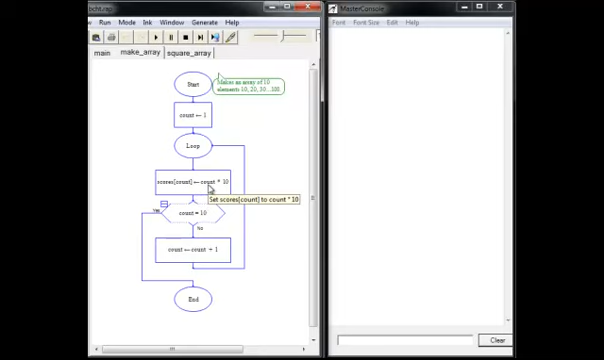 ocht.rap
MasterConsole
Run Mode Ink Window Generate Help
Font Font Size Edit Help
main make_array square_array
Start
Makes an array of 10
elements 10, 20, 30 ...100.
count ← 1
Loop
scores[count] ← count * 10
Set scores[count] to count * 10
Yes
count = 10
No
count ← count + 1
End
Clear